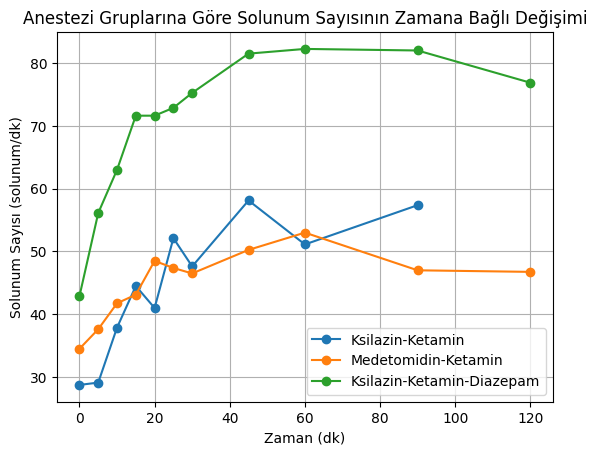 Anestezi Gruplarına Göre Solunum Sayısının Zamana Bağlı Değişimi
Solunum Sayısı (solunum/dk)
80
70
60
50
40
30
Ksilazin-Ketamin
Medetomidin-Ketamin
Ksilazin-Ketamin-Diazepam
0 20 40 60 80 100 120
Zaman (dk)